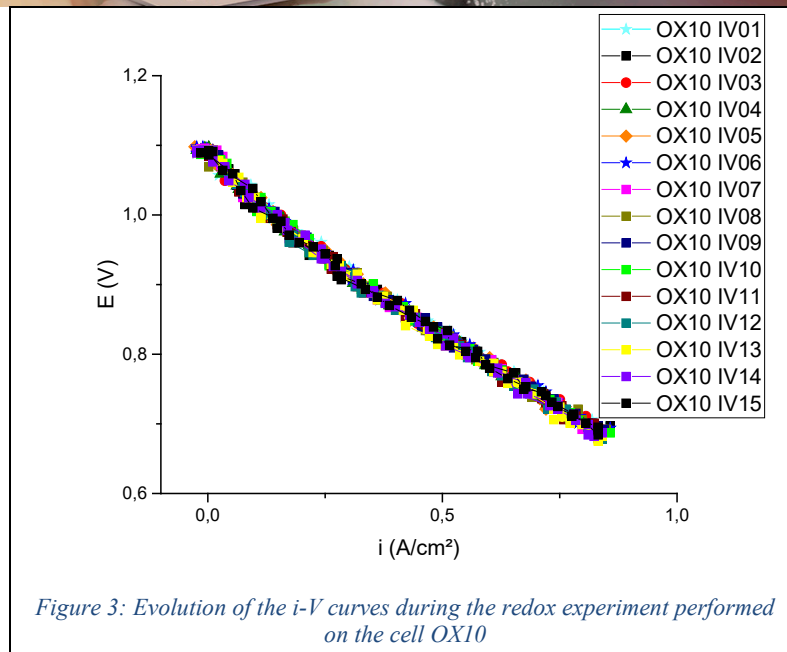 OX10 IV01
OX10 IV02
OX10 IV03
OX10 IV04
OX10 IV05
OX10 IV06
OX10 IV07
OX10 IV08
OX10 IV09
OX10 IV10
OX10 IV11
OX10 IV12
OX10 IV13
OX10 IV14
OX10 IV15
1,2
1,0
0,8
0,6
E (V)
0,0 0,5 1,0
i (A/cm²)
Figure 3: Evolution of the i-V curves during the redox experiment performed
on the cell OX10